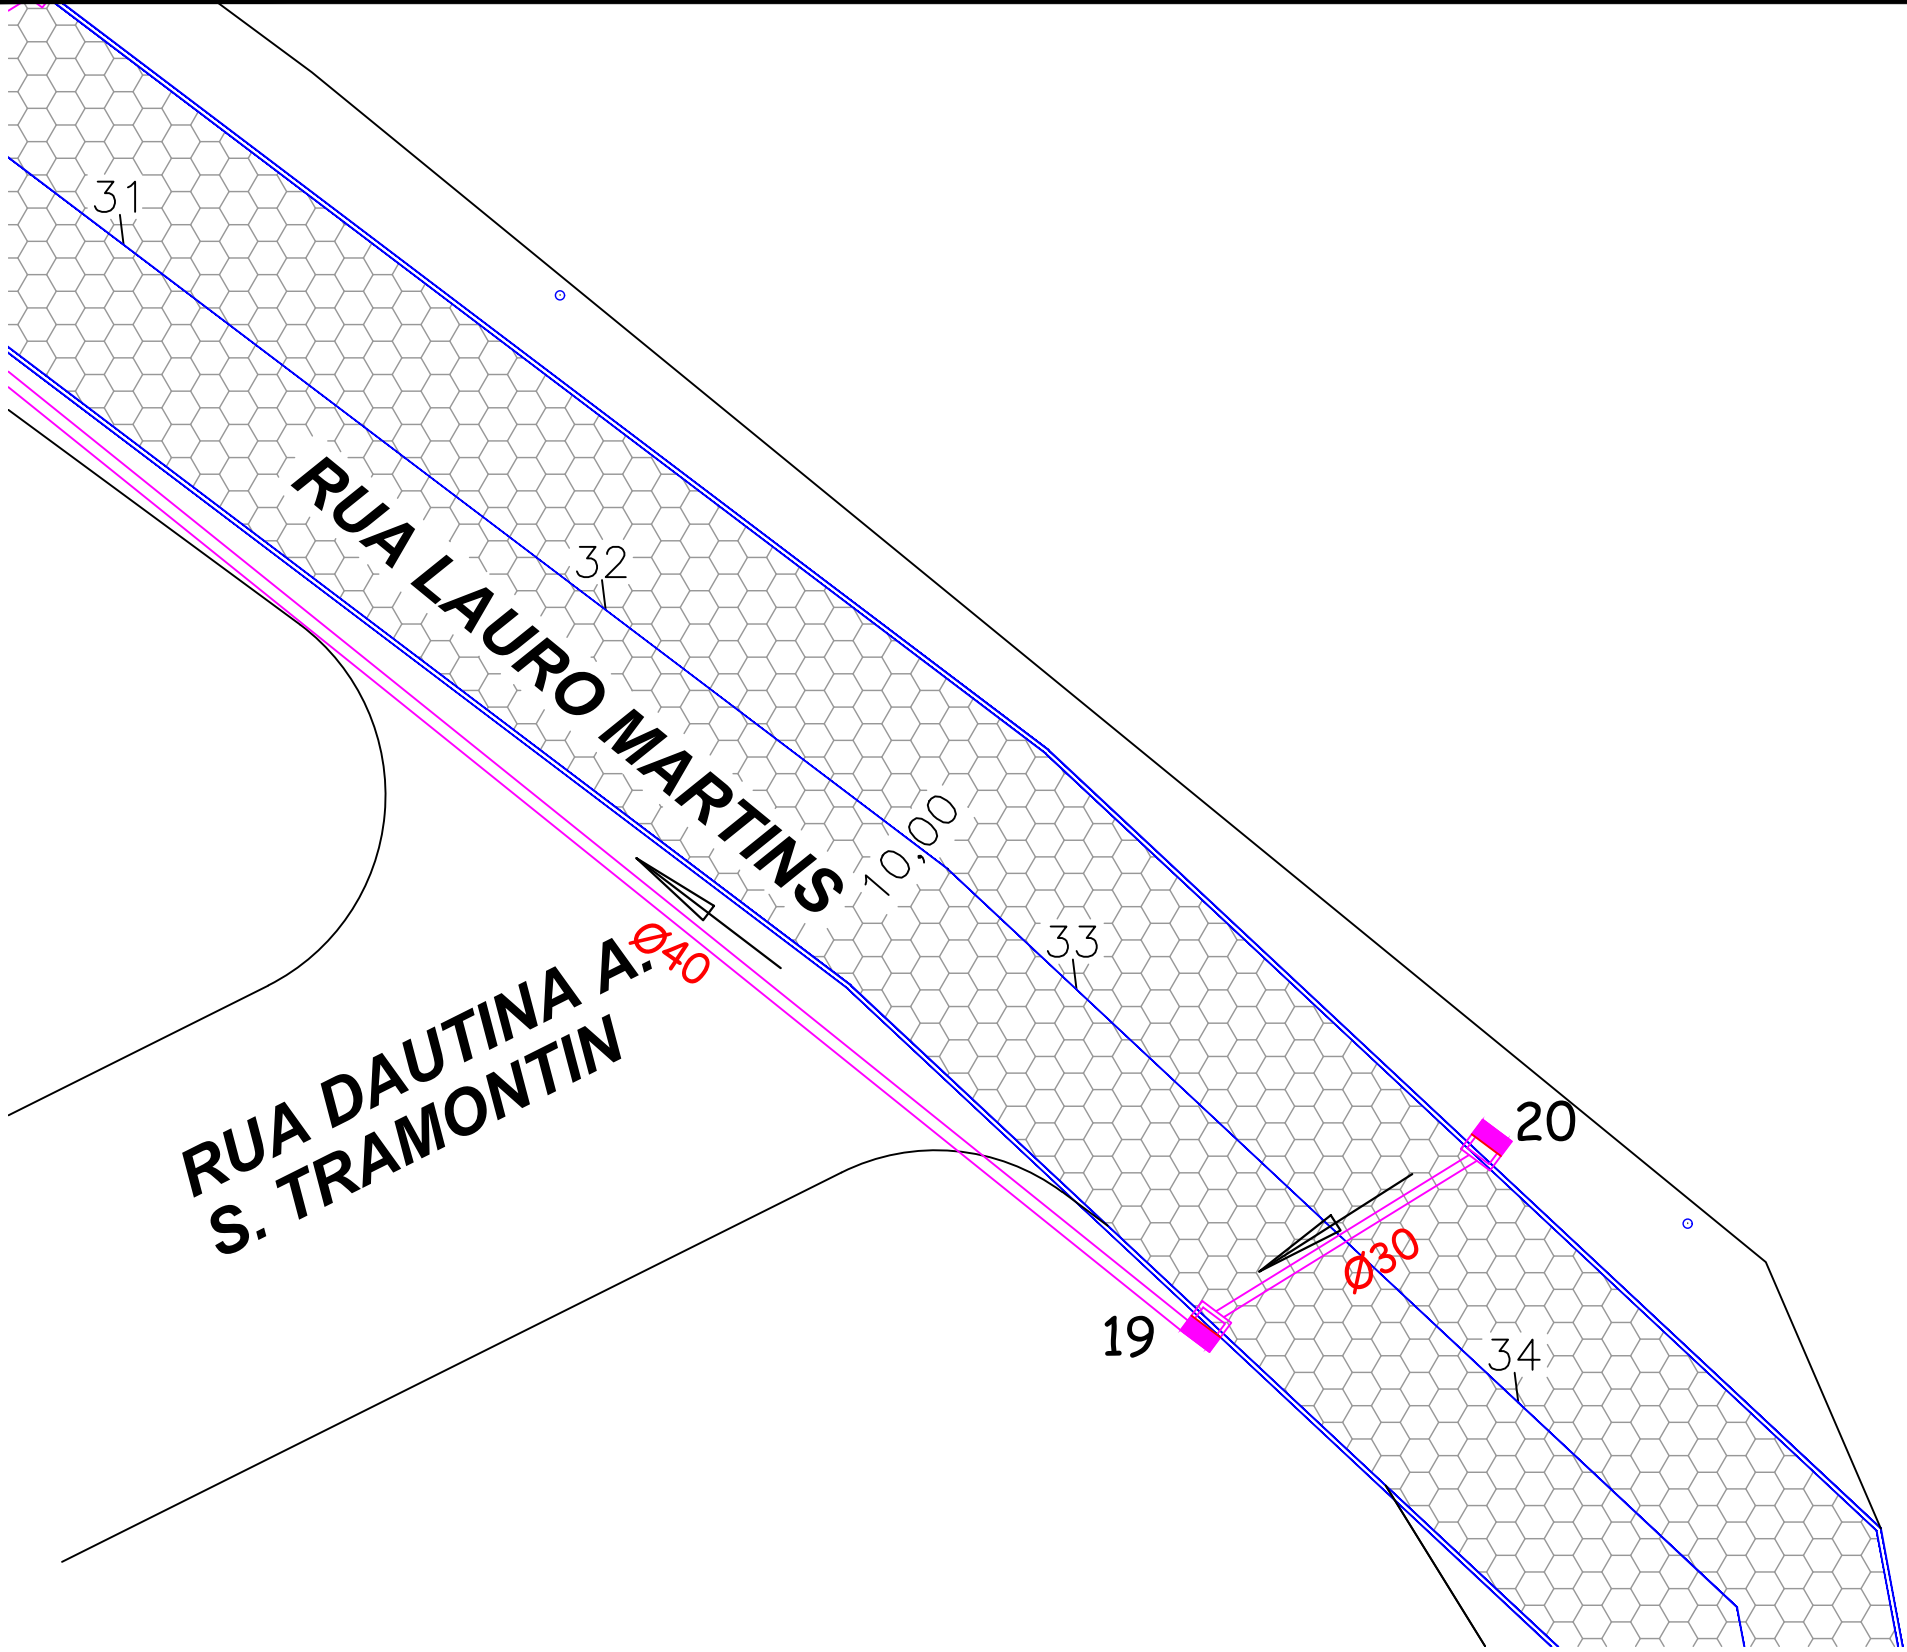 31
32
RUA LAURO MARTINS
10,00
33
Ø40
RUA DAUTINA A.
S. TRAMONTIN
20
Ø30
19
34